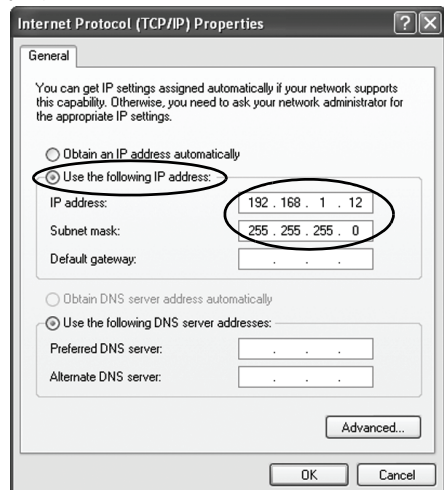 Internet Protocol (TCP/IP) Properties
General
You can get IP settings assigned automatically if your network supports
this capability. Otherwise, you need to ask your network administrator for
the appropriate IP settings.
Obtain an IP address automatically
Use the following IP address:
IP address: 192 . 168 . 1 . 12
Subnet mask: 255 . 255 . 255 . 0
Default gateway: . . .
Obtain DNS server address automatically
Use the following DNS server addresses:
Preferred DNS server: . . .
Alternate DNS server: . . .
Advanced...
OK Cancel